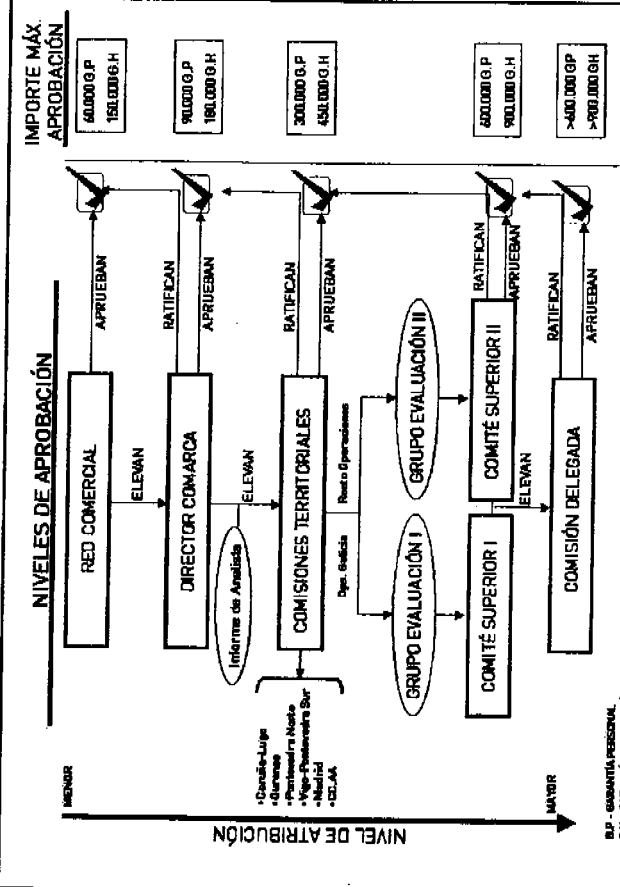 NIVELES DE APROBACIÓN
IMPORTE MÁX.
APROBACIÓN
MENOR
NIVEL DE ATRIBUCIÓN
MAYOR
RED COMERCIAL
APRUEBAN
60.000 G.P
150.000 G.H
ELEVAN
DIRECTOR COMARCA
RATIFICAN
APRUEBAN
90.000 G.P
180.000 G.H
Informe de Analista
ELEVAN
COMISIONES TERRITORIALES
RATIFICAN
APRUEBAN
300.000 G.P
450.000 G.H
•Coruña-Lugo
•Ourense
•Pontevedra Norte
•Vigo-Pontevedra Sur
•Madrid
•CC.AA
Ops. Galicia
Resto Operaciones
GRUPO EVALUACIÓN I
GRUPO EVALUACIÓN II
COMITÉ SUPERIOR I
COMITÉ SUPERIOR II
RATIFICAN
APRUEBAN
600.000 G.P
900.000 G.H
ELEVAN
COMISIÓN DELEGADA
RATIFICAN
APRUEBAN
>600.000 GP
>900.000 GH
G.P - GARANTÍA PERSONAL